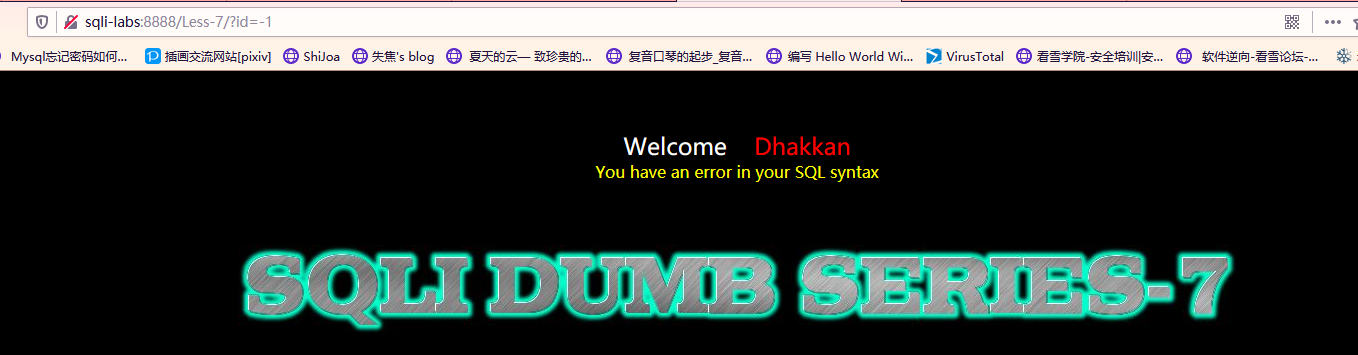 sqli-labs:8888/Less-7/?id=-1
Mysql忘记密码如何... 插画交流网站[pixiv] ShiJoa 失焦's blog 夏天的云— 致珍贵的... 复音口琴的起步_复音... 编写 Hello World Wi... VirusTotal 看雪学院-安全培训|安... 软件逆向-看雪论坛-...
Welcome Dhakkan
You have an error in your SQL syntax
SQLI DUMB SERIES-7